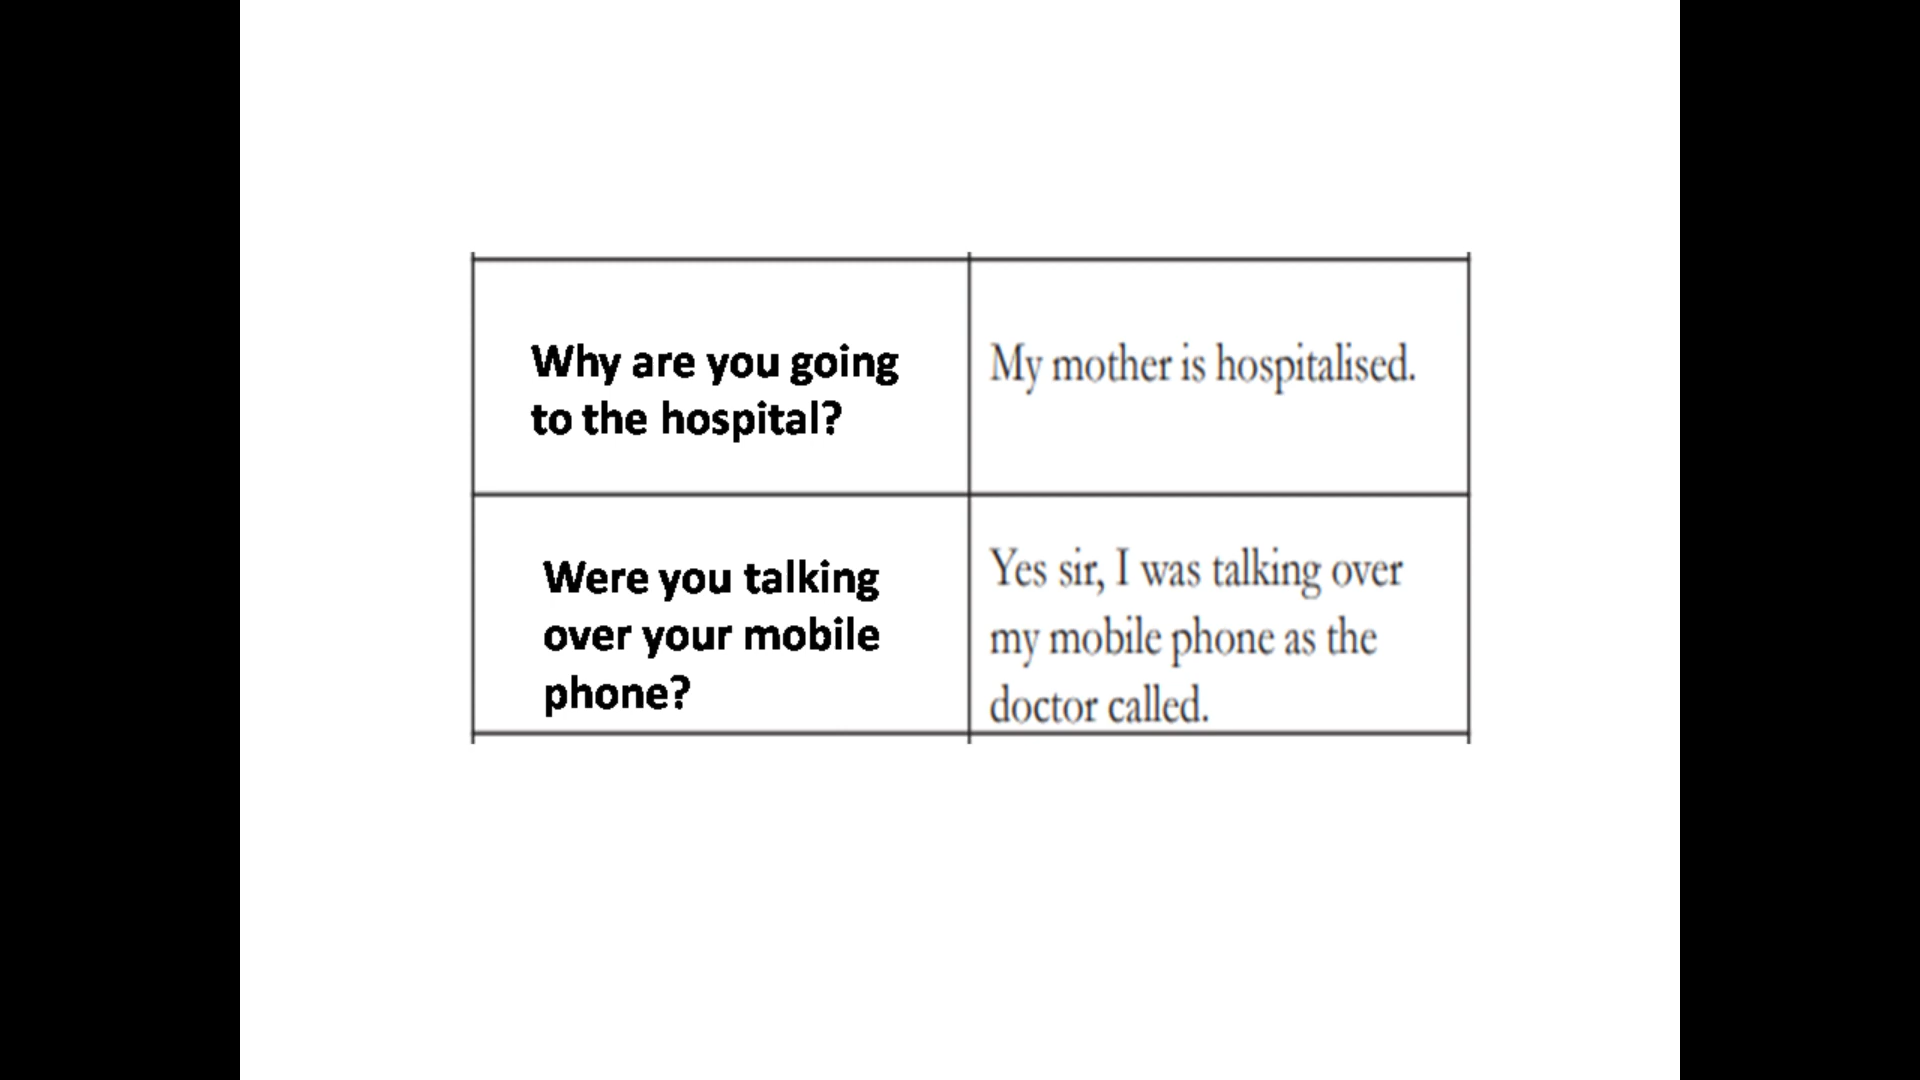 Why are you going
to the hospital?
My mother is hospitalised.
Were you talking
over your mobile
phone?
Yes sir, I was talking over
my mobile phone as the
doctor called.